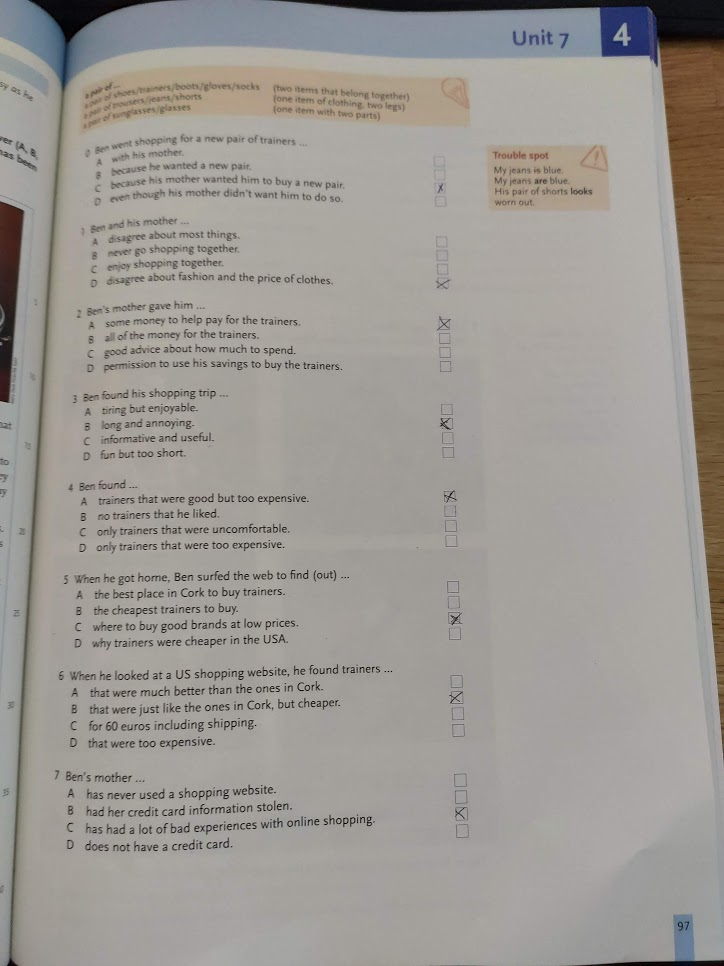 Unit 7
4
a pair of ...
a pair of shoes/trainers/boots/gloves/socks (two items that belong together)
a pair of trousers/jeans/shorts (one item of clothing, two legs)
a pair of sunglasses/glasses (one item with two parts)
0 Ben went shopping for a new pair of trainers ...
A with his mother.
B because he wanted a new pair.
C because his mother wanted him to buy a new pair.
D even though his mother didn't want him to do so.
Trouble spot
My jeans is blue.
My jeans are blue.
His pair of shorts looks
worn out.
1 Ben and his mother ...
A disagree about most things.
B never go shopping together.
C enjoy shopping together.
D disagree about fashion and the price of clothes.
2 Ben's mother gave him ...
A some money to help pay for the trainers.
B all of the money for the trainers.
C good advice about how much to spend.
D permission to use his savings to buy the trainers.
3 Ben found his shopping trip ...
A tiring but enjoyable.
B long and annoying.
C informative and useful.
D fun but too short.
4 Ben found ...
A trainers that were good but too expensive.
B no trainers that he liked.
C only trainers that were uncomfortable.
D only trainers that were too expensive.
5 When he got home, Ben surfed the web to find (out) ...
A the best place in Cork to buy trainers.
B the cheapest trainers to buy.
C where to buy good brands at low prices.
D why trainers were cheaper in the USA.
6 When he looked at a US shopping website, he found trainers ...
A that were much better than the ones in Cork.
B that were just like the ones in Cork, but cheaper.
C for 60 euros including shipping.
D that were too expensive.
7 Ben's mother ...
A has never used a shopping website.
B had her credit card information stolen.
C has had a lot of bad experiences with online shopping.
D does not have a credit card.
97